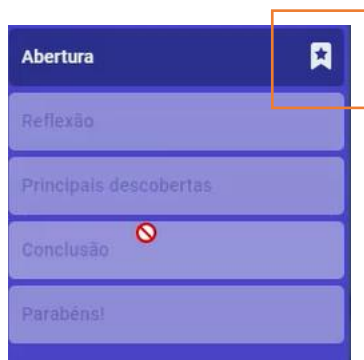 Abertura
Reflexão
Principais descobertas
Conclusão
Parabéns!